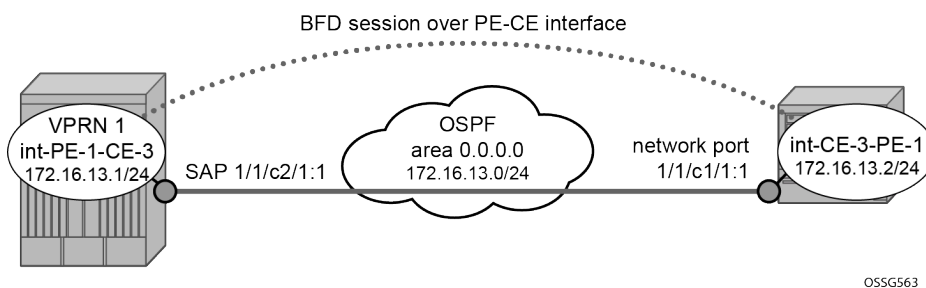 BFD session over PE-CE interface
VPRN 1
int-PE-1-CE-3
172.16.13.1/24
SAP 1/1/c2/1:1
OSPF
area 0.0.0.0
172.16.13.0/24
network port
1/1/c1/1:1
int-CE-3-PE-1
172.16.13.2/24
OSSG563